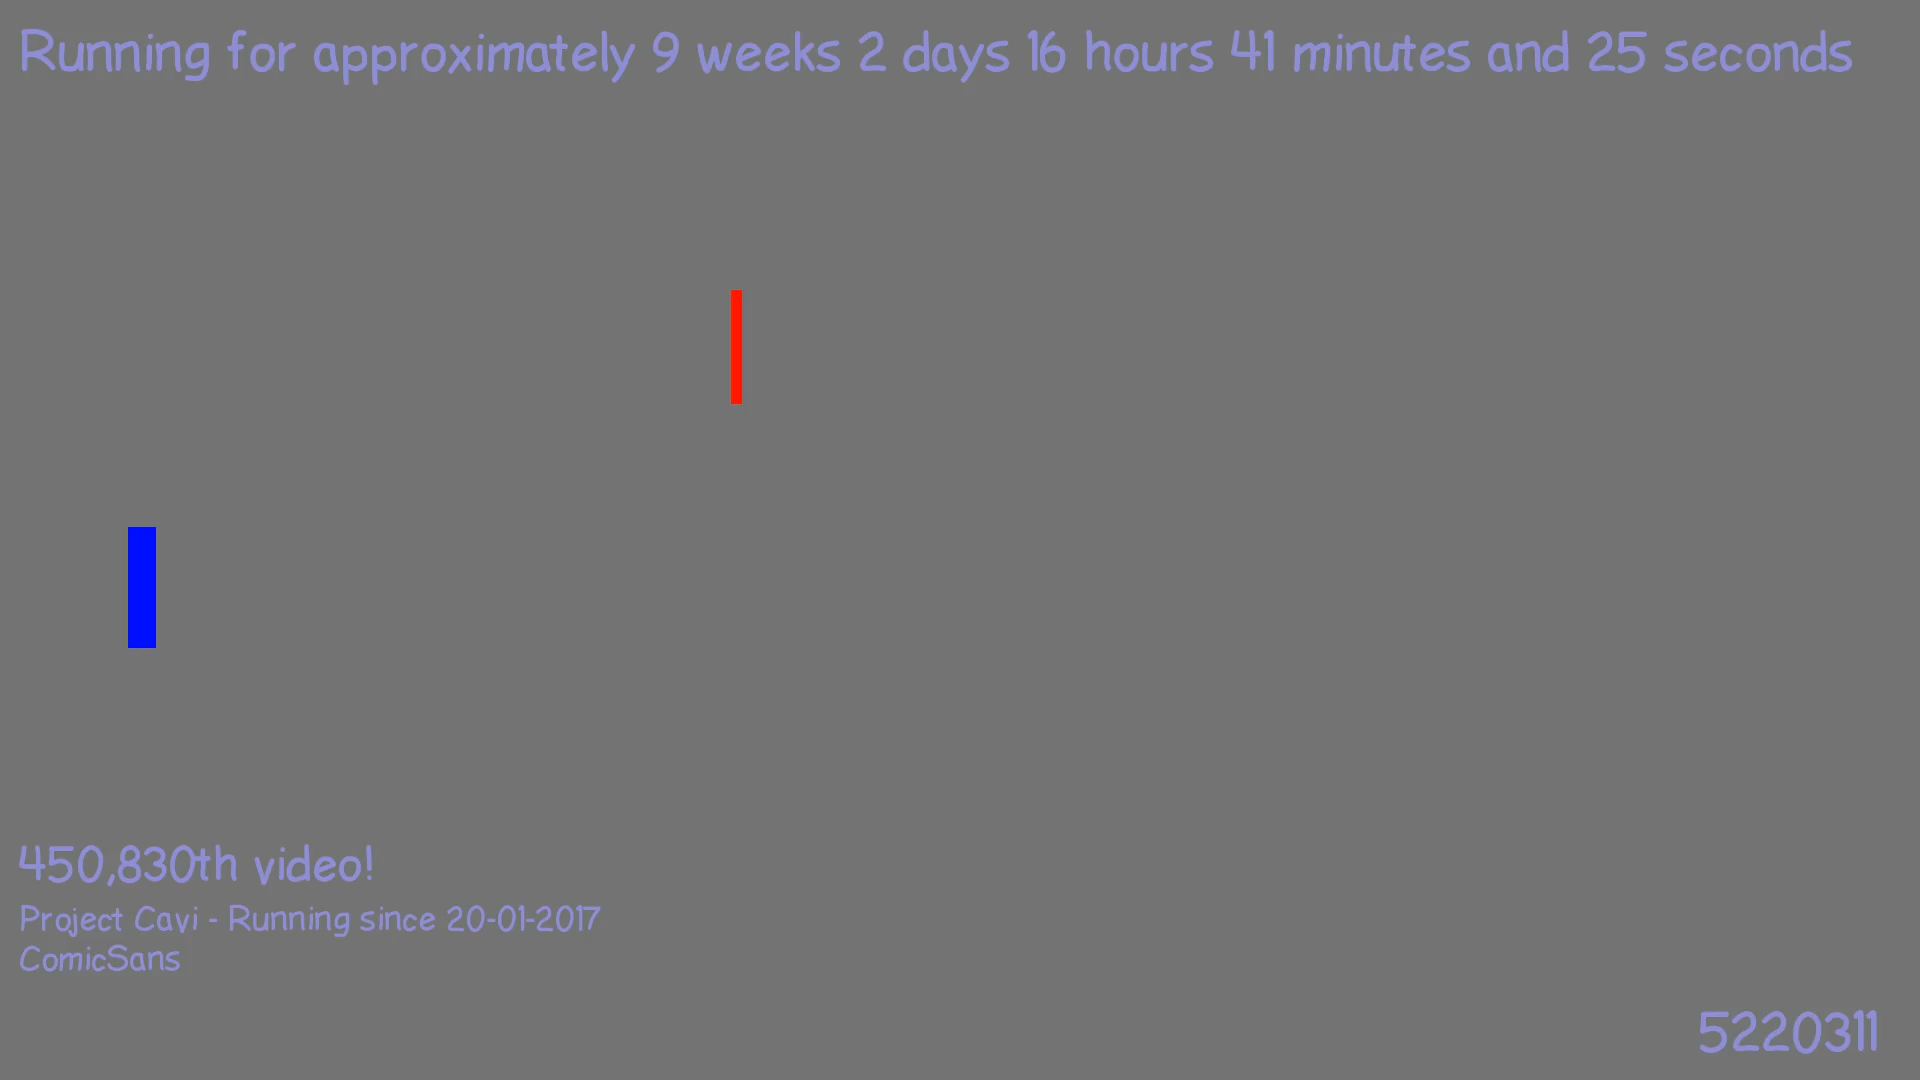 Running for approximately 9 weeks 2 days 16 hours 41 minutes and 25 seconds
450,830th video!
Project Cavi - Running since 20-01-2017
ComicSans
5220311